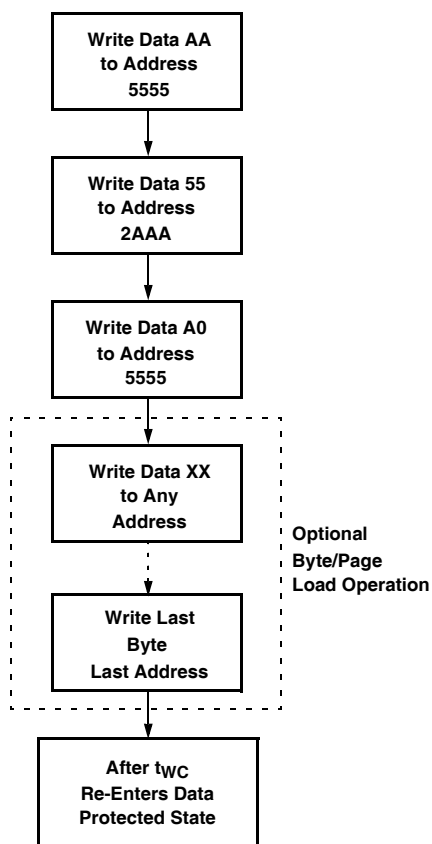 Write Data AA
to Address
5555
Write Data 55
to Address
2AAA
Write Data A0
to Address
5555
Write Data XX
to Any
Address
Optional
Byte/Page
Load Operation
Write Last
Byte
Last Address
After tWC
Re-Enters Data
Protected State